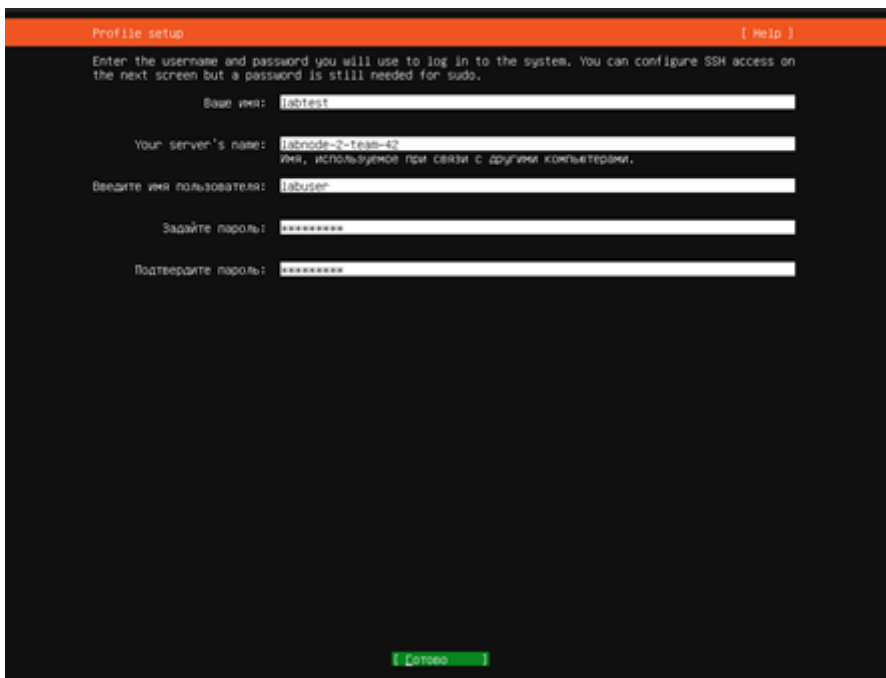 Profile setup [ Help ]
Enter the username and password you will use to log in to the system. You can configure SSH access on
the next screen but a password is still needed for sudo.
Ваше имя: labtest
Your server's name: labnode-2-team-42
Имя, используемое при связи с другими компьютерами.
Введите имя пользователя: labuser
Задайте пароль: *********
Подтвердите пароль: *********
[ Готово ]